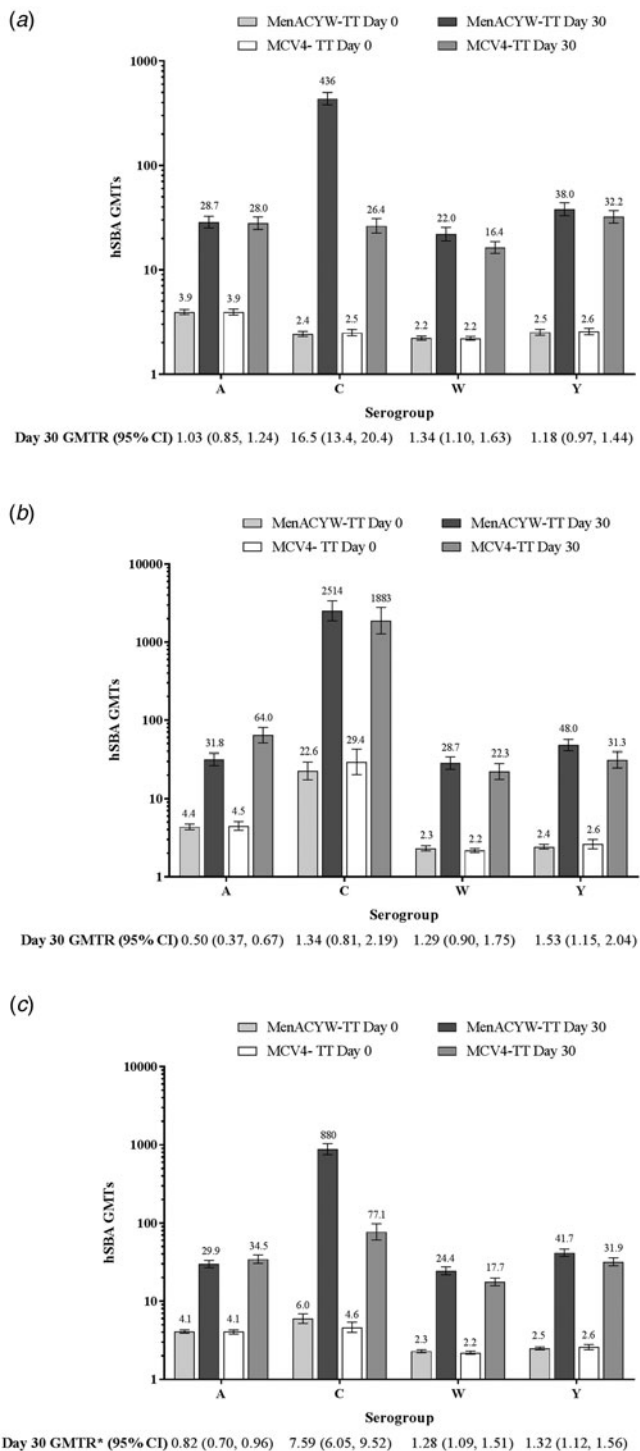 (a)
MenACYW-TT Day 0 MenACYW-TT Day 30
MCV4- TT Day 0 MCV4-TT Day 30
hSBA GMTs
1000
100
10
1
3.9 28.7 3.9 28.0
2.4 436 2.5 26.4
2.2 22.0 2.2 16.4
2.5 38.0 2.6 32.2
A C W Y
Serogroup
Day 30 GMTR (95% CI) 1.03 (0.85, 1.24) 16.5 (13.4, 20.4) 1.34 (1.10, 1.63) 1.18 (0.97, 1.44)
(b)
MenACYW-TT Day 0 MenACYW-TT Day 30
MCV4- TT Day 0 MCV4-TT Day 30
hSBA GMTs
10000
1000
100
10
1
4.4 31.8 4.5 64.0
22.6 2514 29.4 1883
2.3 28.7 2.2 22.3
2.4 48.0 2.6 31.3
A C W Y
Serogroup
Day 30 GMTR (95% CI) 0.50 (0.37, 0.67) 1.34 (0.81, 2.19) 1.29 (0.90, 1.75) 1.53 (1.15, 2.04)
(c)
MenACYW-TT Day 0 MenACYW-TT Day 30
MCV4- TT Day 0 MCV4-TT Day 30
hSBA GMTs
10000
1000
100
10
1
4.1 29.9 4.1 34.5
6.0 880 4.6 77.1
2.3 24.4 2.2 17.7
2.5 41.7 2.6 31.9
A C W Y
Serogroup
Day 30 GMTR* (95% CI) 0.82 (0.70, 0.96) 7.59 (6.05, 9.52) 1.28 (1.09, 1.51) 1.32 (1.12, 1.56)